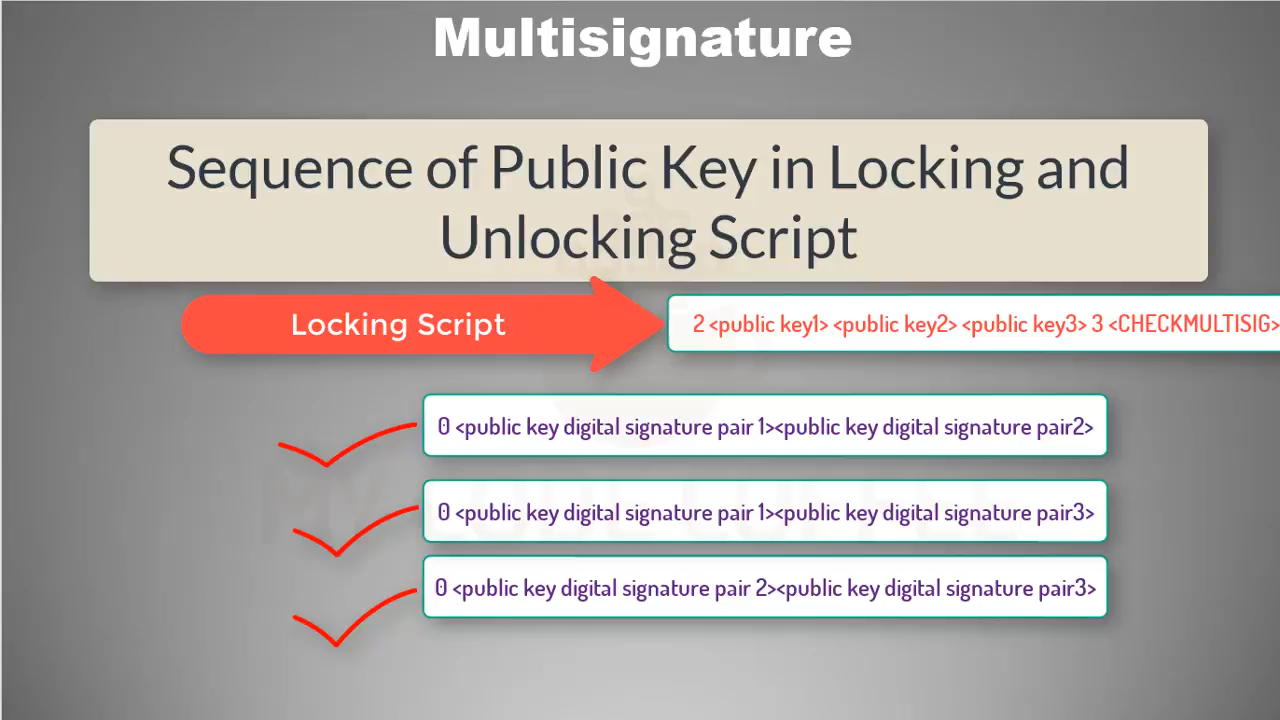 Multisignature
Sequence of Public Key in Locking and
Unlocking Script
Locking Script
2 <public key1> <public key2> <public key3> 3 <CHECKMULTISIG>
0 <public key digital signature pair 1><public key digital signature pair2>
0 <public key digital signature pair 1><public key digital signature pair3>
0 <public key digital signature pair 2><public key digital signature pair3>